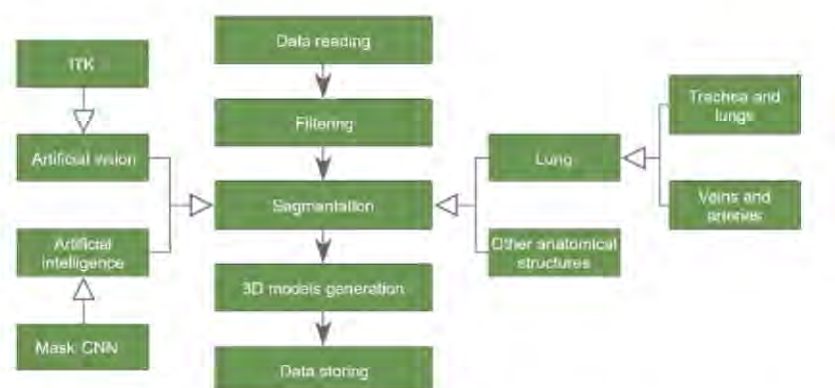 Data reading
ITK
Trachea and
lungs
Filtering
Artificial vision
Lung
Segmentation
Veins and
arteries
Artificial
intelligence
Other anatomical
structures
3D models generation
Mask CNN
Data storing